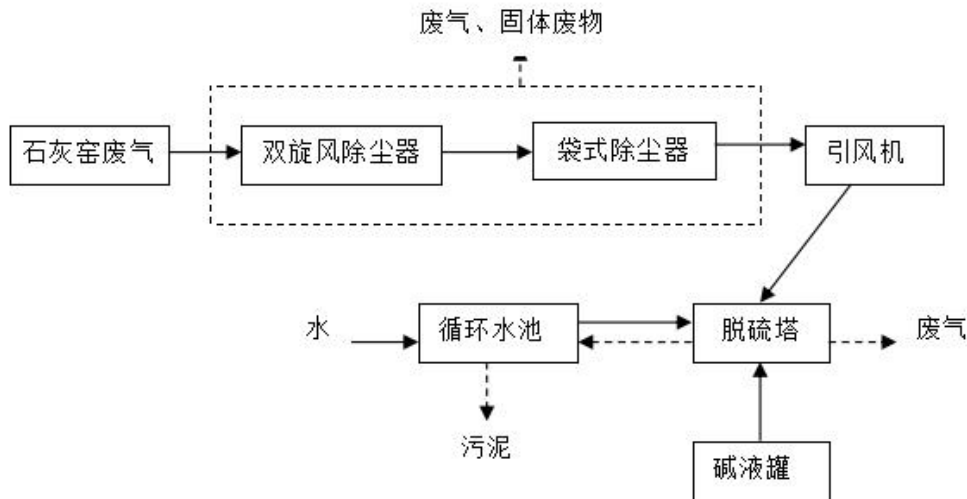 废气、固体废物
石灰窑废气
双旋风除尘器
袋式除尘器
引风机
水
循环水池
脱硫塔
废气
污泥
碱液罐